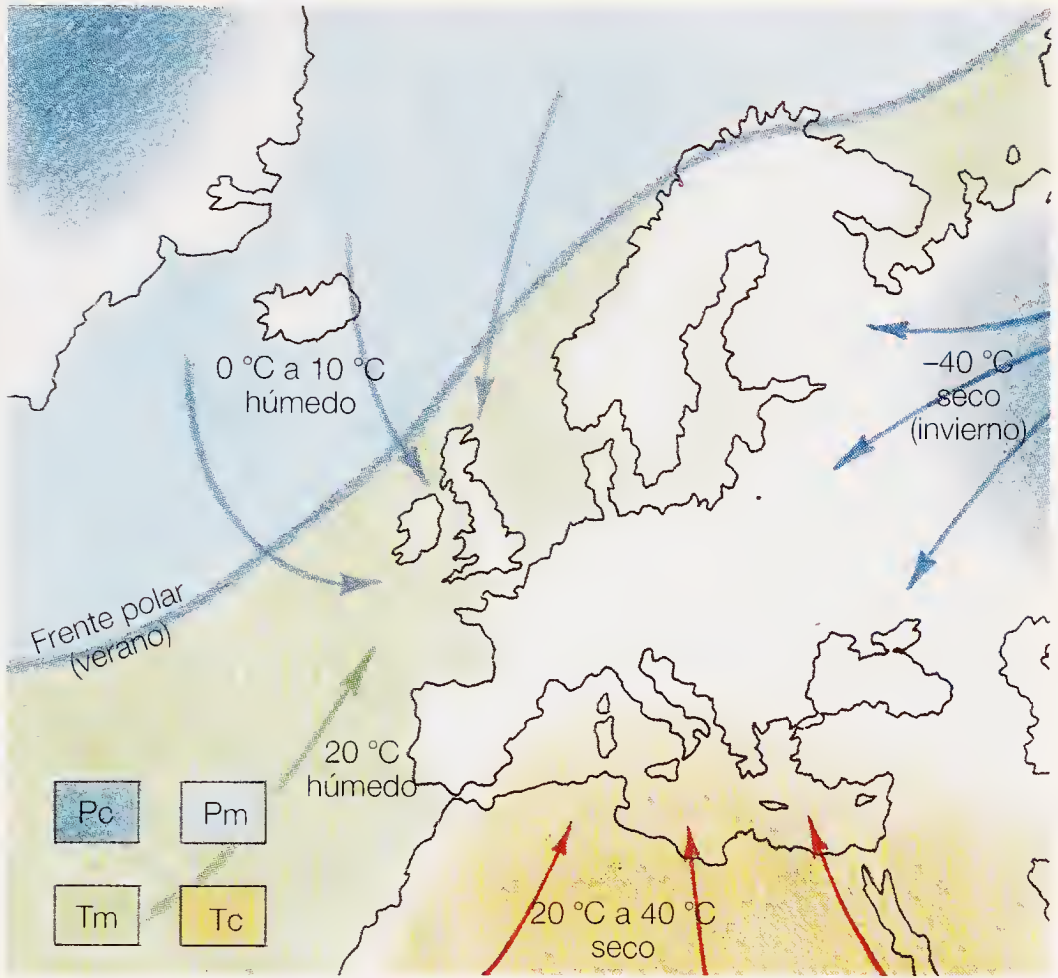 0 °C a 10 °C
húmedo
–40 °C
seco
(invierno)
Frente polar
(verano)
20 °C
húmedo
Pc
Pm
Tm
Tc
20 °C a 40 °C
seco